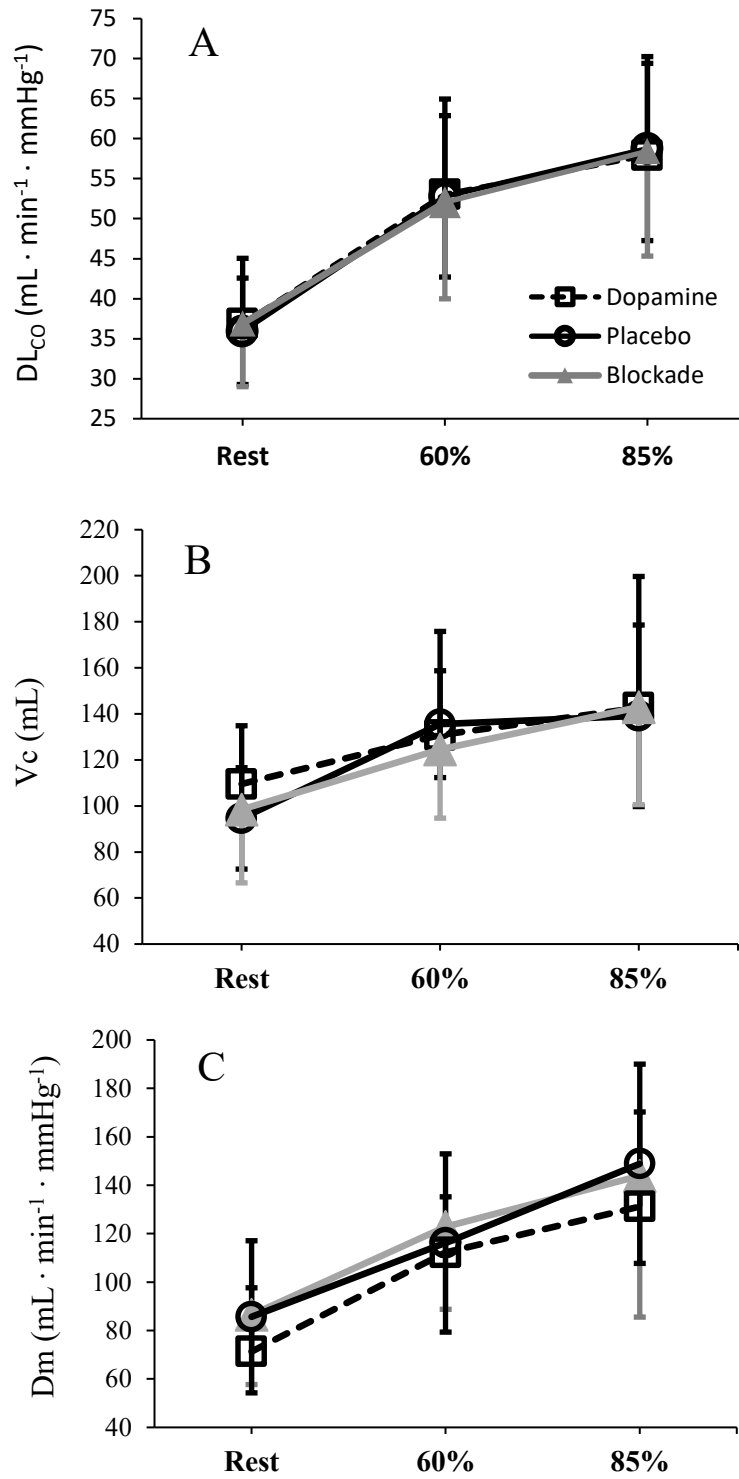 A
DL_CO (mL · min⁻¹ · mmHg⁻¹)
75
70
65
60
55
50
45
40
35
30
25
Dopamine
Placebo
Blockade
Rest 60% 85%
B
Vc (mL)
220
200
180
160
140
120
100
80
60
40
Rest 60% 85%
C
Dm (mL · min⁻¹ · mmHg⁻¹)
200
180
160
140
120
100
80
60
40
Rest 60% 85%